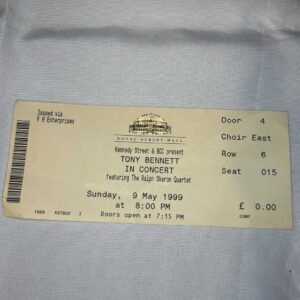 Issued via
V H Enterprises
ROYAL ALBERT HALL
Kennedy Street & BCC present
TONY BENNETT
IN CONCERT
featuring The Ralph Sharon Quartet
Sunday, 9 May 1999
at 8:00 PM
Doors open at 7:15 PM
Door 4
Choir East
Row 6
Seat 015
£ 0.00
COMP